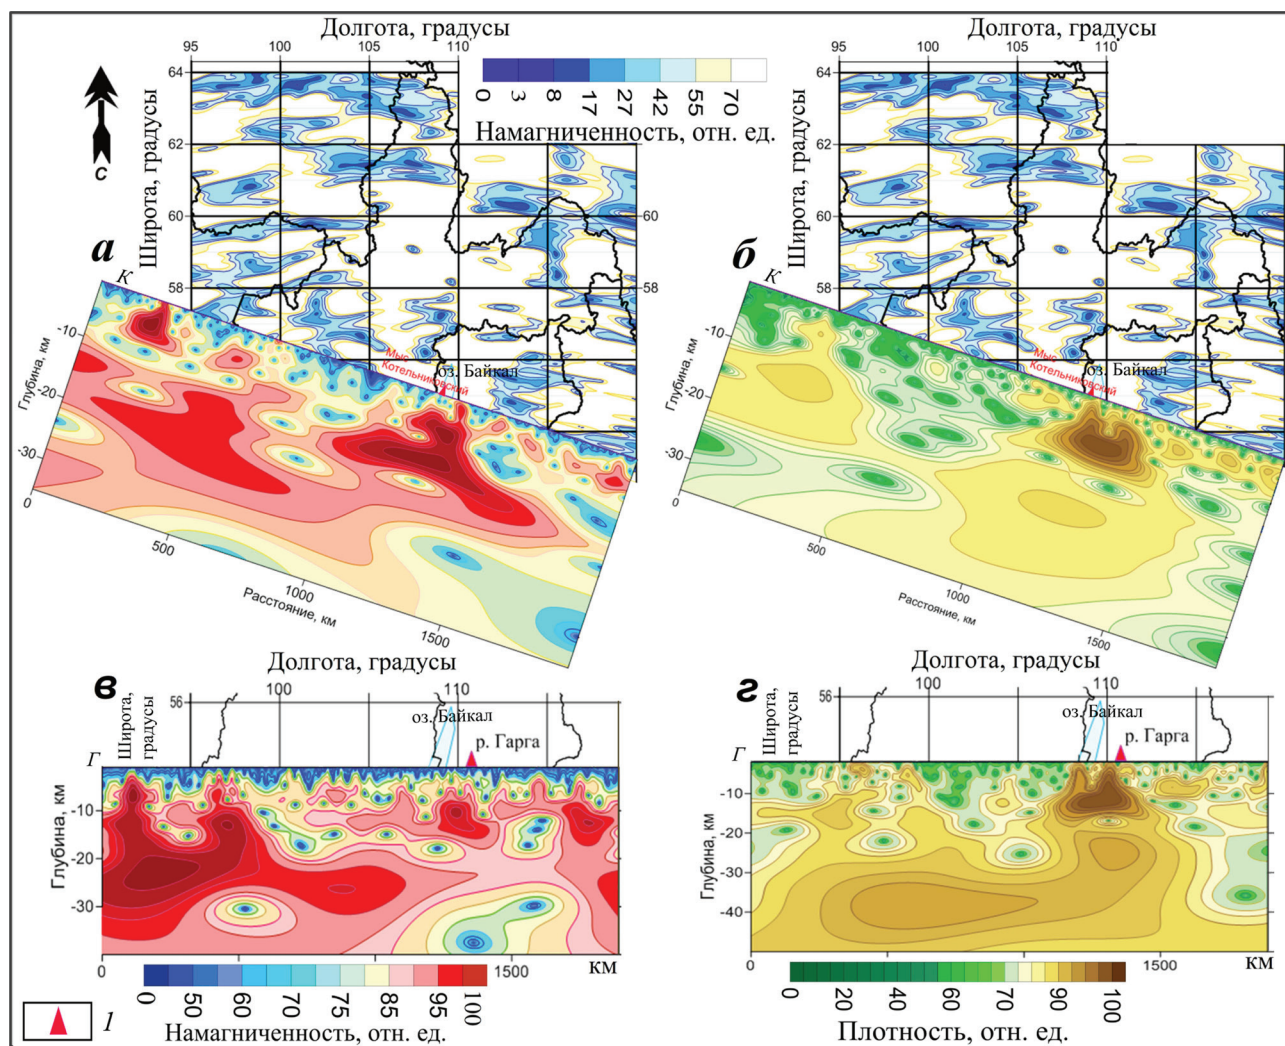 Долгота, градусы
95 100 105 110
64
62
60
58
Широта, градусы
с
0 3 8 17 27 42 55 70
Намагниченность, отн. ед.
60
58
а
К
-10
-20
-30
Глубина, км
0
500
1000
1500
Расстояние, км
Мыс
Котельниковский
оз. Байкал
Долгота, градусы
95 100 105 110
64
62
60
58
Широта, градусы
60
58
б
К
-10
-20
-30
Глубина, км
0
500
1000
1500
Расстояние, км
Мыс
Котельниковский
оз. Байкал
Долгота, градусы
100 110
56
в
Широта,
градусы
Г
оз. Байкал
р. Гарга
-10
-20
-30
Глубина, км
0 1500 км
0 50 60 70 75 85 95 100
Намагниченность, отн. ед.
1
Долгота, градусы
100 110
56
г
Широта,
градусы
Г
оз. Байкал
р. Гарга
-10
-20
-30
-40
Глубина, км
0 1500 км
0 20 40 60 70 90 100
Плотность, отн. ед.